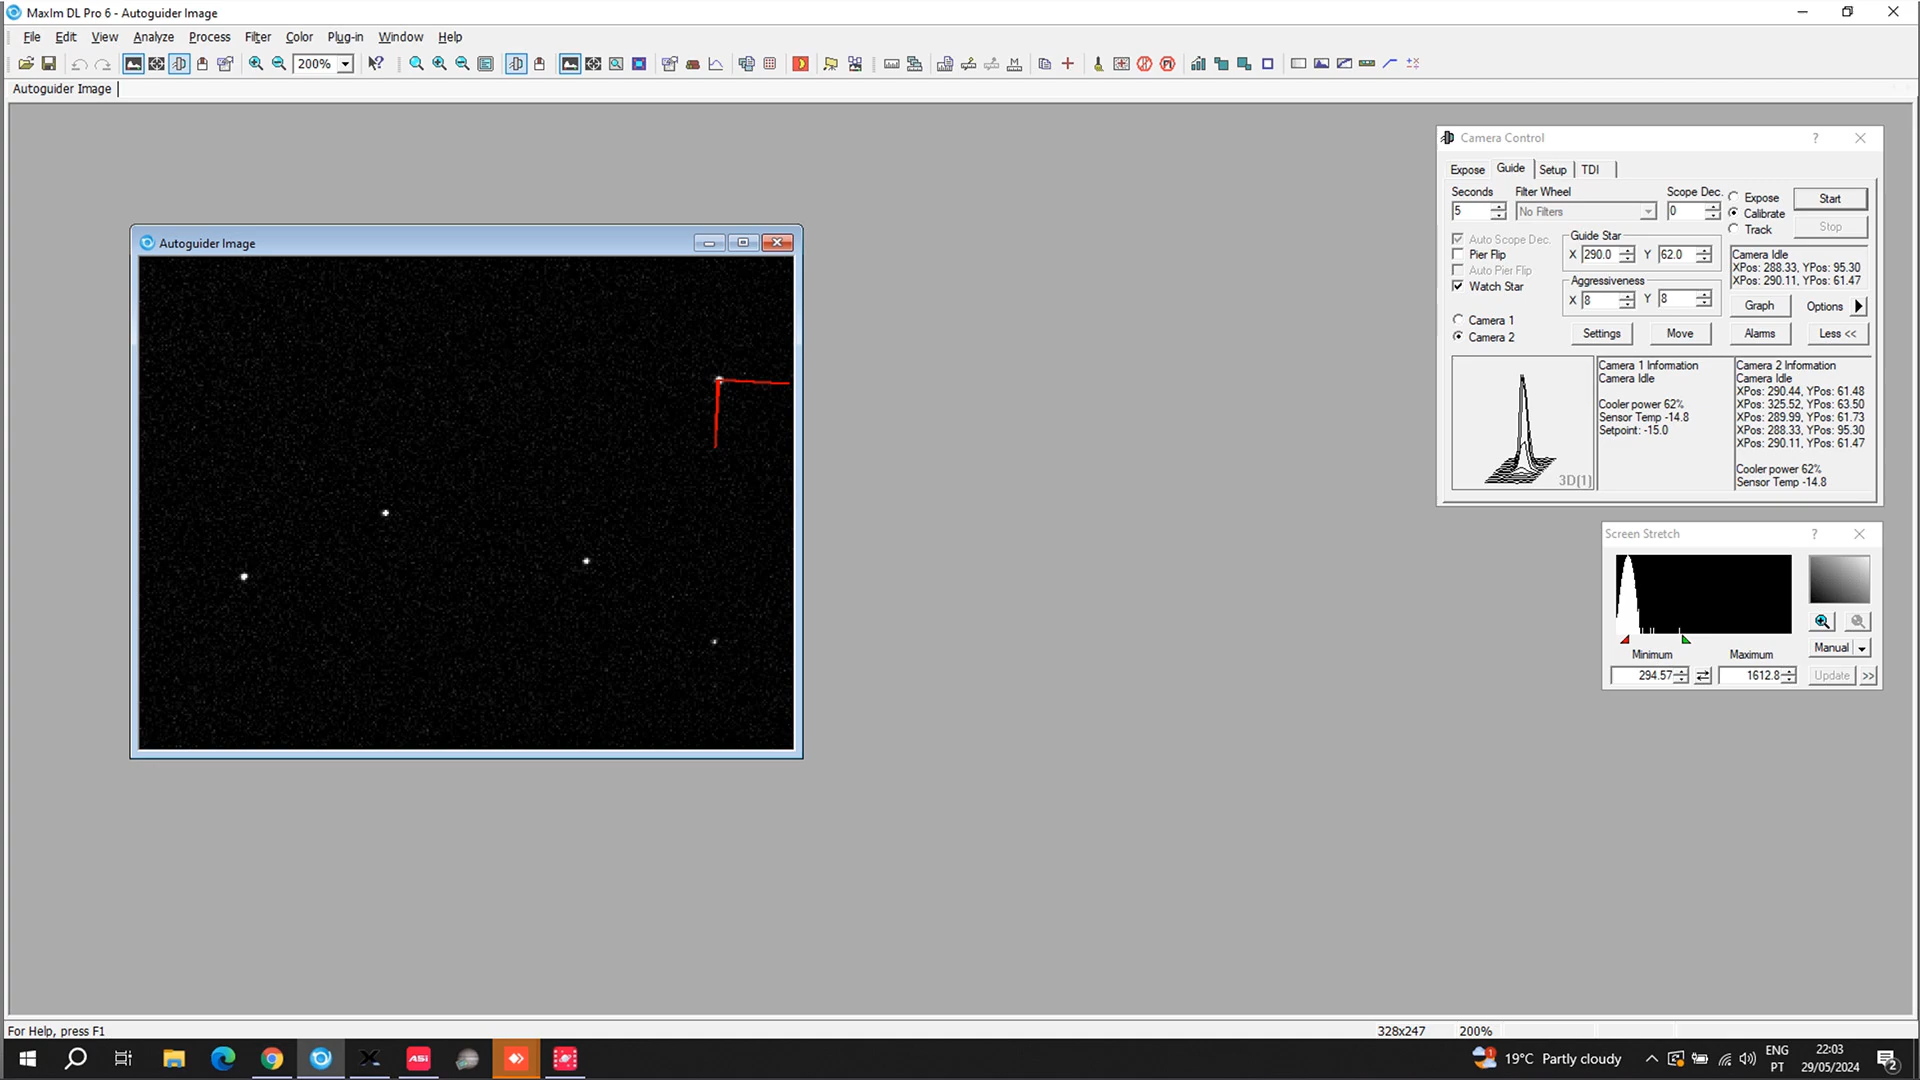 MaxIm DL Pro 6 - Autoguider Image
File Edit View Analyze Process Filter Color Plug-in Window Help
200%
Autoguider Image
Autoguider Image
Camera Control
Expose Guide Setup TDI
Seconds Filter Wheel Scope Dec.
5 No Filters 0
Expose
Calibrate
Track
Start
Stop
Auto Scope Dec.
Pier Flip
Auto Pier Flip
Watch Star
Guide Star
X 290.0 Y 62.0
Aggressiveness
X 8 Y 8
Camera Idle
XPos: 288.33, YPos: 95.30
XPos: 290.11, YPos: 61.47
Graph Options
Camera 1
Camera 2
Settings Move Alarms Less <<
3D(1)
Camera 1 Information
Camera Idle
Cooler power 62%
Sensor Temp -14.8
Setpoint: -15.0
Camera 2 Information
Camera Idle
XPos: 290.44, YPos: 61.48
XPos: 325.52, YPos: 63.50
XPos: 289.99, YPos: 61.73
XPos: 288.33, YPos: 95.30
XPos: 290.11, YPos: 61.47
Cooler power 62%
Sensor Temp -14.8
Screen Stretch
Minimum Maximum
Manual
294.57 1612.8 Update >>
For Help, press F1
328x247 200%
ASI
19°C Partly cloudy
ENG
PT
22:03
29/05/2024
2